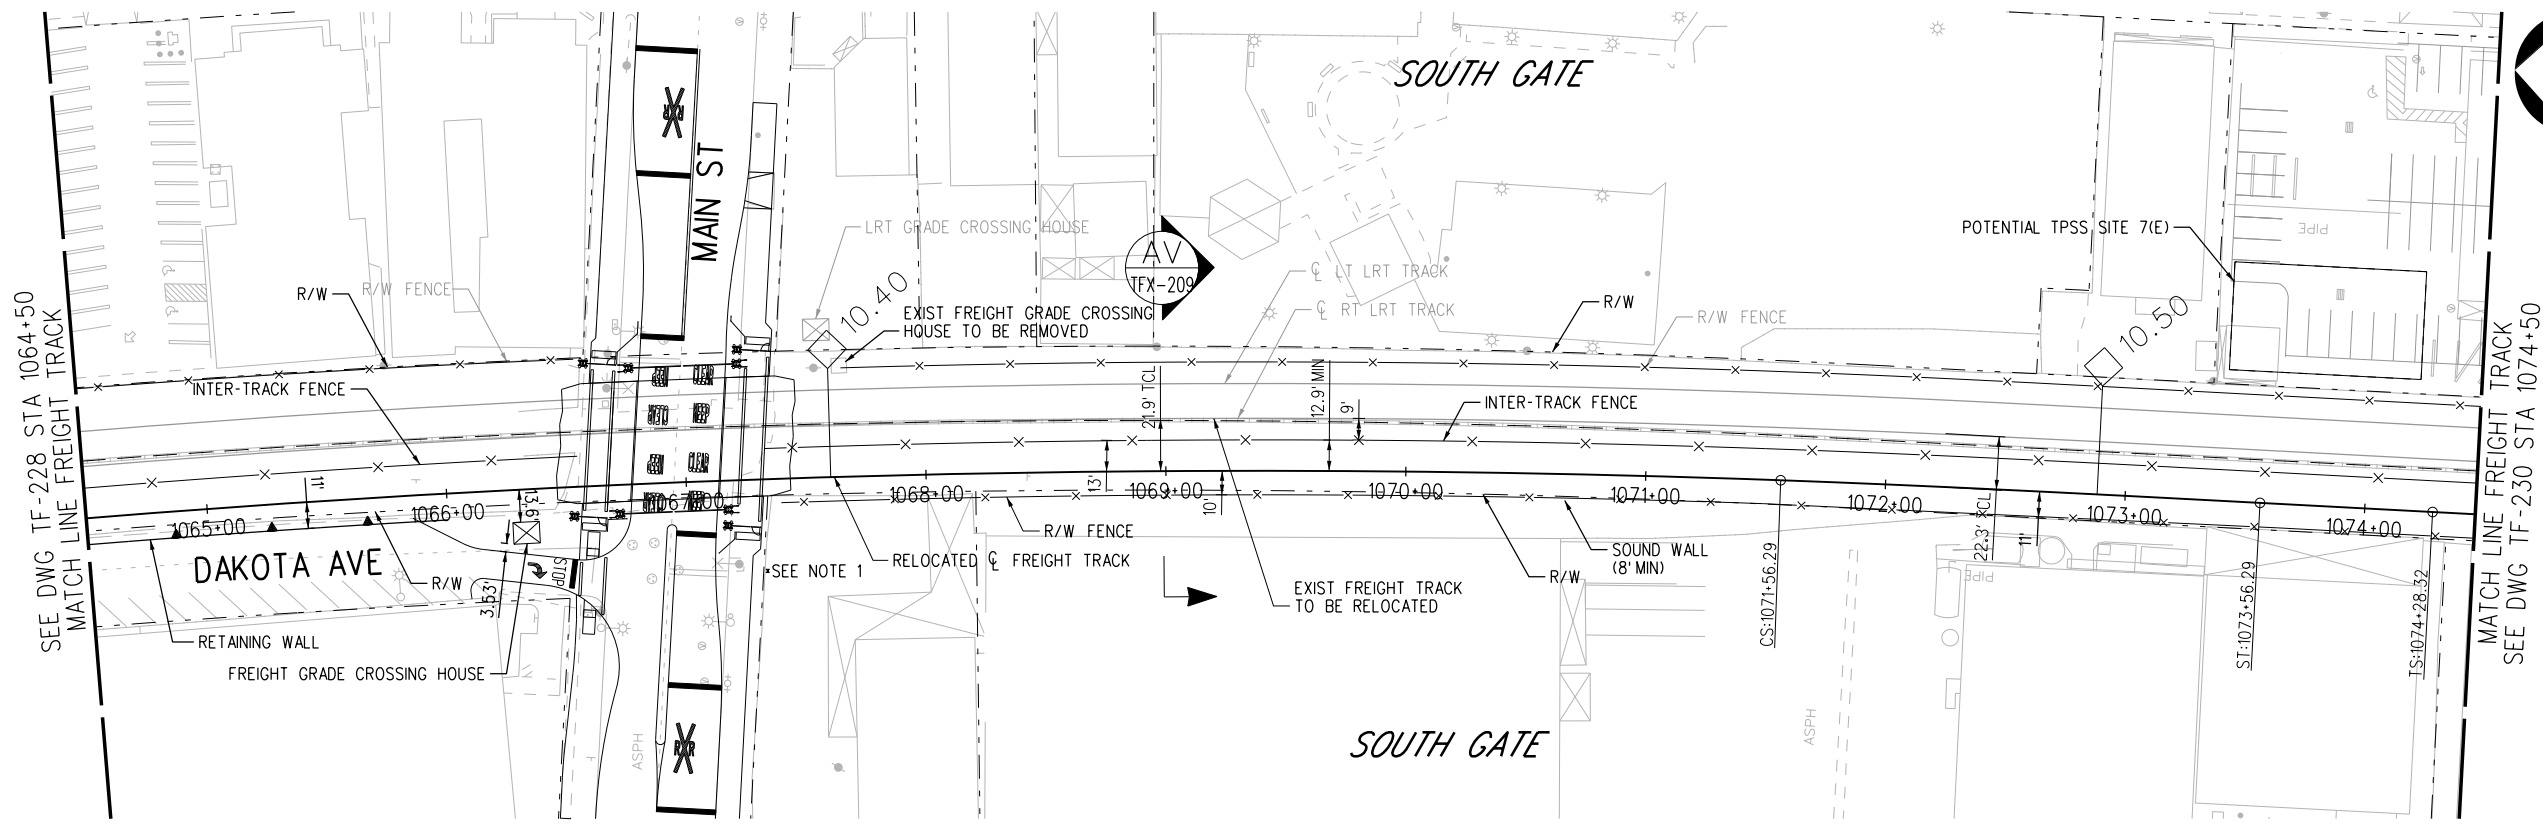 SEE DWG TF-228 STA 1064+50
MATCH LINE FREIGHT TRACK
SOUTH GATE
RXR
MAIN ST
LRT GRADE CROSSING HOUSE
AV
TFX-209
10.40
EXIST FREIGHT GRADE CROSSING
HOUSE TO BE REMOVED
R/W
R/W FENCE
INTER-TRACK FENCE
℄ LT LRT TRACK
℄ RT LRT TRACK
R/W
R/W FENCE
POTENTIAL TPSS SITE 7(E)
PIPE
10.50
21.9' TCL
12.9' MIN
9'
INTER-TRACK FENCE
KEEP
CLEAR
KEEP
CLEAR
11'
13.6'
13'
10'
22.3' TCL
11'
1065+00
1066+00
1067+00
1068+00
1069+00
1070+00
1071+00
1072+00
1073+00
1074+00
DAKOTA AVE
R/W
STOP
3.53'
RETAINING WALL
FREIGHT GRADE CROSSING HOUSE
*SEE NOTE 1
R/W FENCE
RELOCATED ℄ FREIGHT TRACK
EXIST FREIGHT TRACK
TO BE RELOCATED
SOUND WALL
(8' MIN)
R/W
PIPE
CS:1071+56.29
ST:1073+56.29
TS:1074+28.32
ASPH
RXR
SOUTH GATE
ASPH
MATCH LINE FREIGHT TRACK
SEE DWG TF-230 STA 1074+50